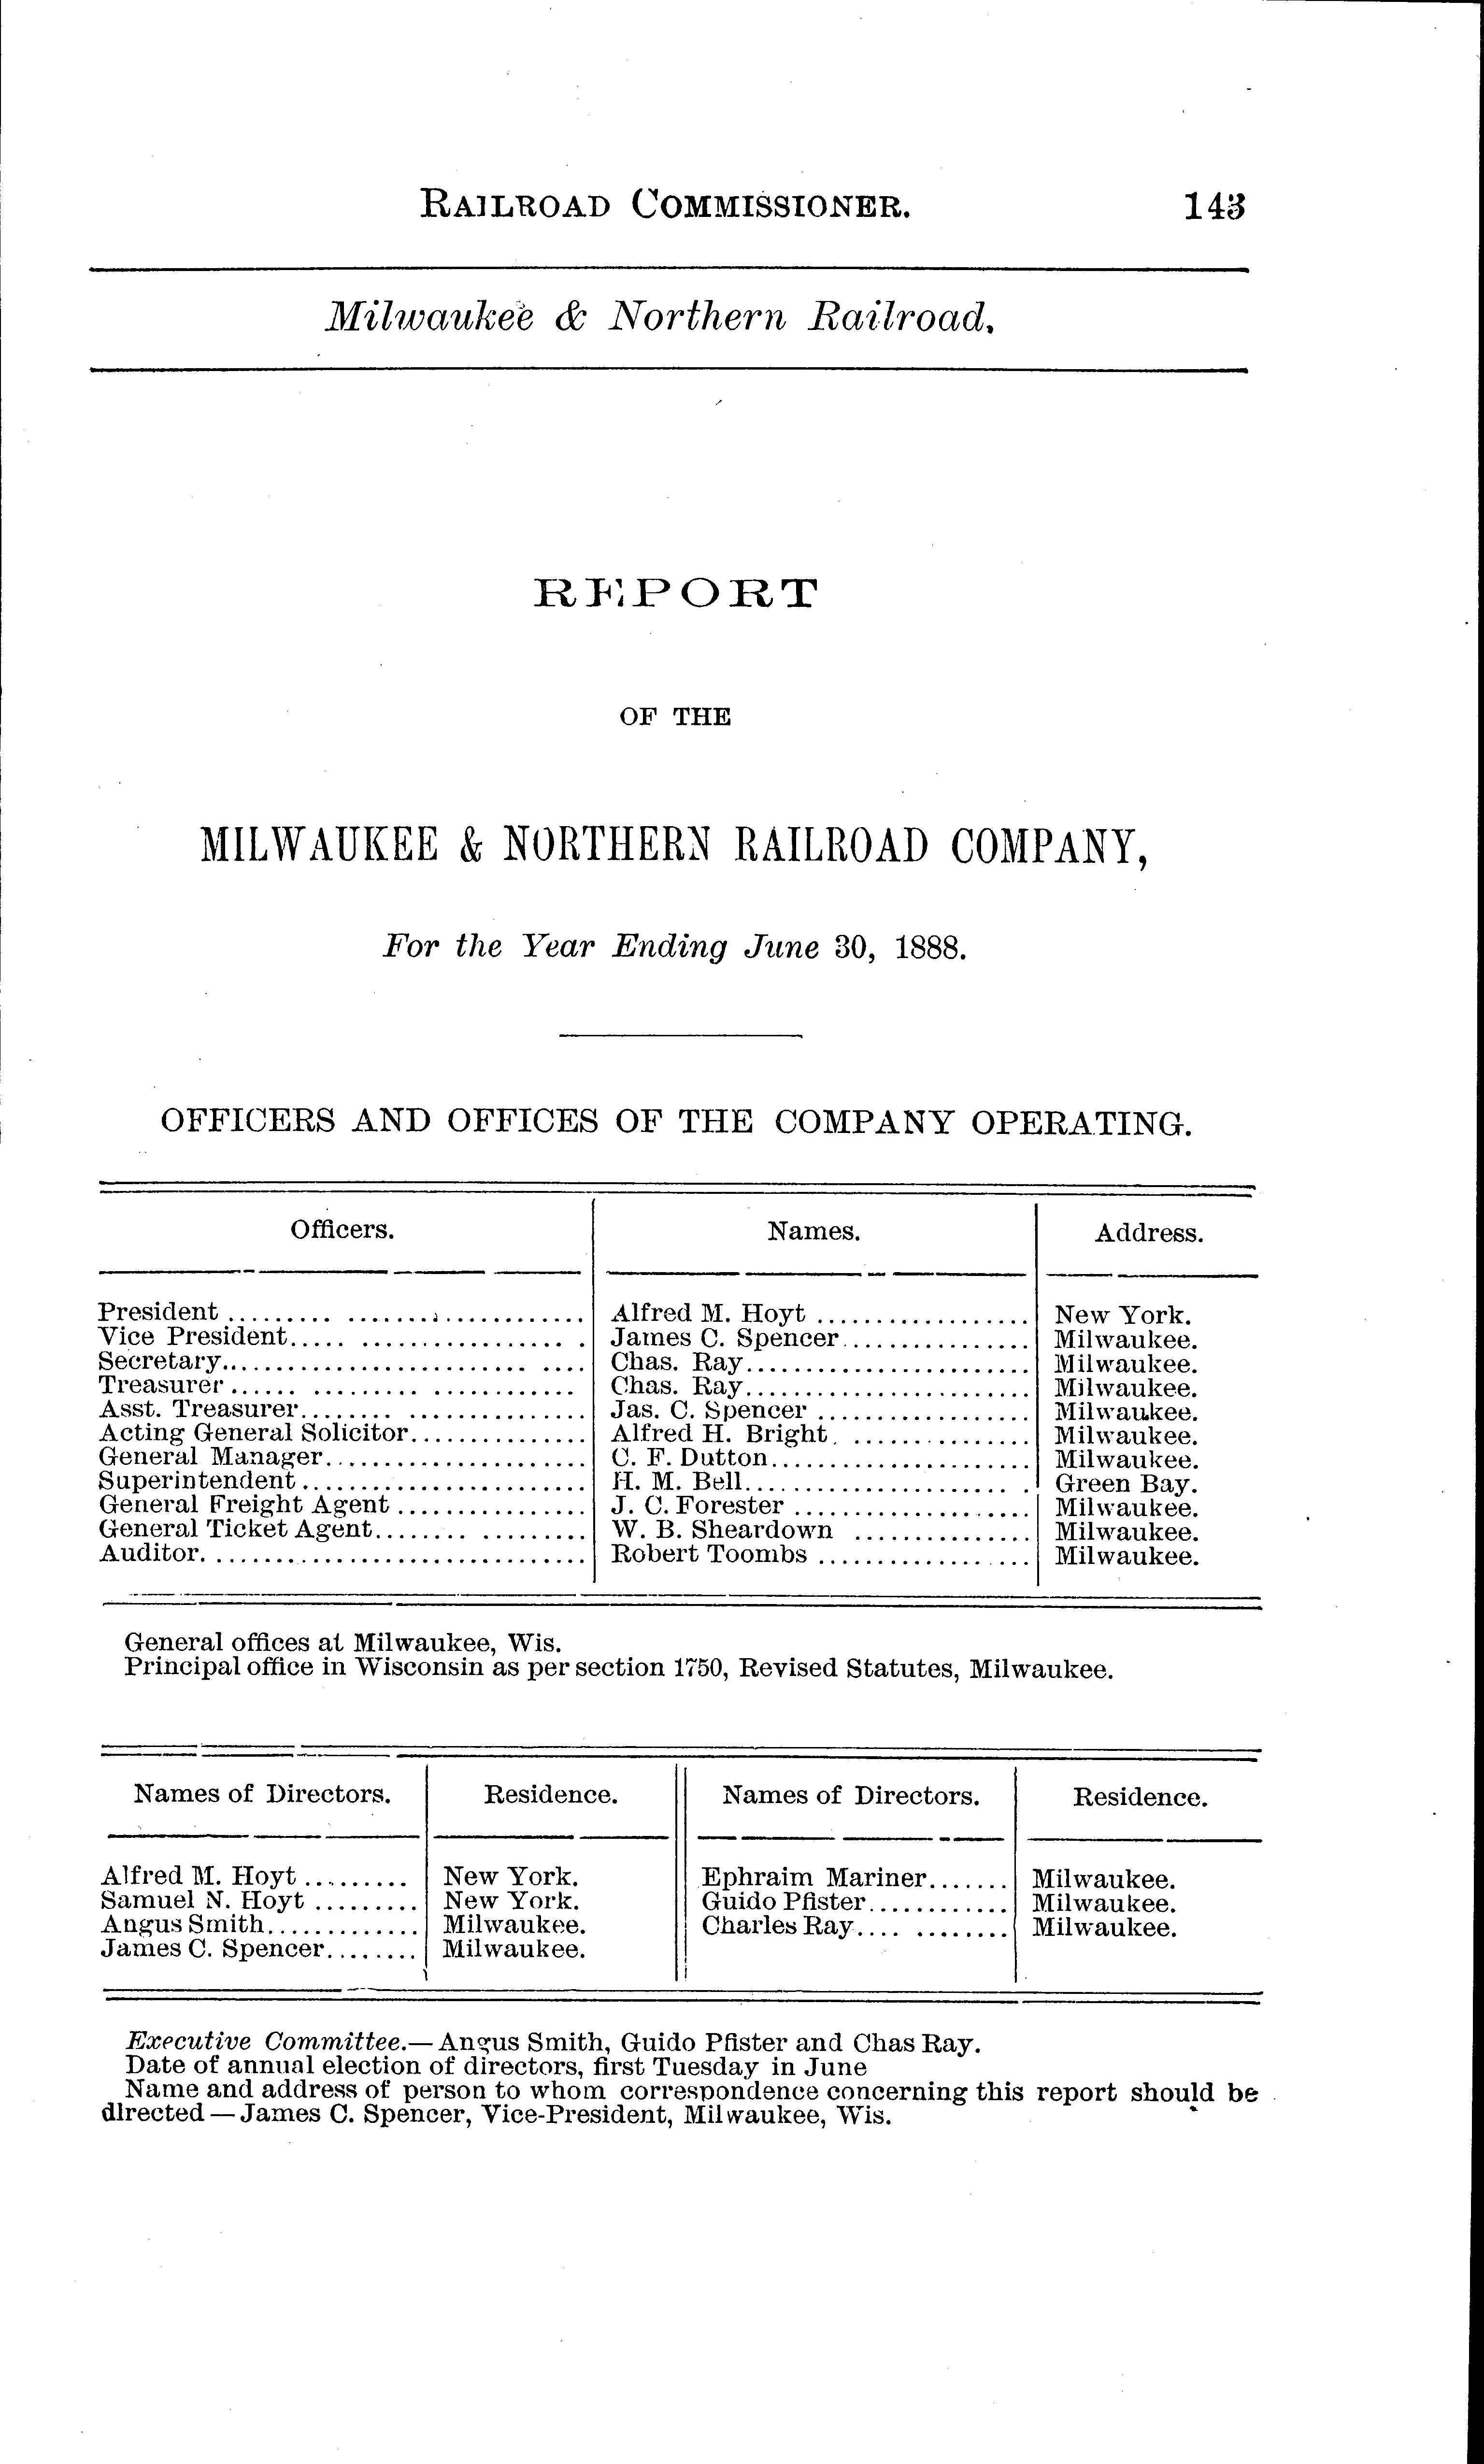 RAILROAD COMMISSIONER. 143
Milwaukee & Northern Railroad.
REPORT
OF THE
MILWAUKEE & NORTHERN RAILROAD COMPANY,
For the Year Ending June 30, 1888.
OFFICERS AND OFFICES OF THE COMPANY OPERATING.
Officers. Names. Address.
President .............................. Alfred M. Hoyt .................. New York.
Vice President........................ James C. Spencer................ Milwaukee.
Secretary.............................. Chas. Ray........................ Milwaukee.
Treasurer ............................ Chas. Ray........................ Milwaukee.
Asst. Treasurer....................... Jas. C. Spencer .................. Milwaukee.
Acting General Solicitor............... Alfred H. Bright. ............... Milwaukee.
General Manager...................... C. F. Dutton...................... Milwaukee.
Superintendent ........................ H. M. Bell........................ Green Bay.
General Freight Agent ................ J. C. Forester .................... Milwaukee.
General Ticket Agent................. W. B. Sheardown ............... Milwaukee.
Auditor................................. Robert Toombs .................. Milwaukee.
General offices at Milwaukee, Wis.
Principal office in Wisconsin as per section 1750, Revised Statutes, Milwaukee.
Names of Directors. Residence. Names of Directors. Residence.
Alfred M. Hoyt ......... New York. Ephraim Mariner....... Milwaukee.
Samuel N. Hoyt ......... New York. Guido Pfister............ Milwaukee.
Angus Smith............. Milwaukee. Charles Ray.... ........ Milwaukee.
James C. Spencer........ Milwaukee.
Executive Committee.— Angus Smith, Guido Pfister and Chas Ray.
Date of annual election of directors, first Tuesday in June
Name and address of person to whom correspondence concerning this report should be
directed — James C. Spencer, Vice-President, Milwaukee, Wis.